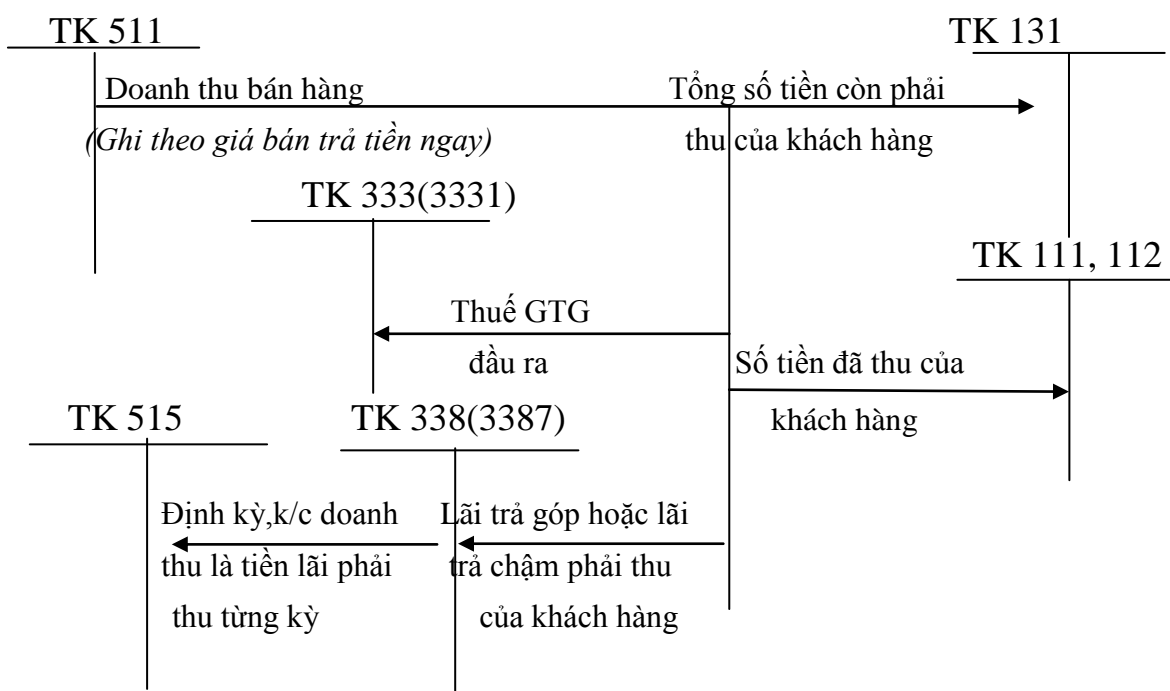 TK 511
TK 131
Doanh thu bán hàng
Tổng số tiền còn phải
(Ghi theo giá bán trả tiền ngay)
thu của khách hàng
TK 333(3331)
TK 111, 112
Thuế GTG
đầu ra
Số tiền đã thu của
khách hàng
TK 515
TK 338(3387)
Định kỳ,k/c doanh
thu là tiền lãi phải
thu từng kỳ
Lãi trả góp hoặc lãi
trả chậm phải thu
của khách hàng